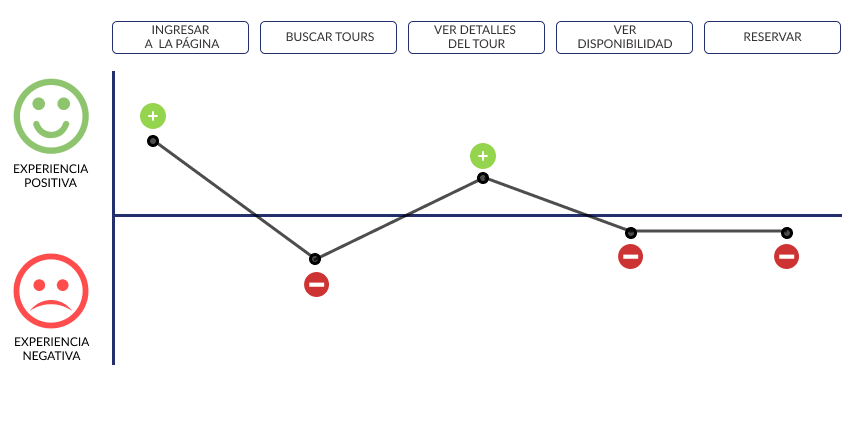 INGRESAR
A LA PÁGINA
BUSCAR TOURS
VER DETALLES
DEL TOUR
VER
DISPONIBILIDAD
RESERVAR
EXPERIENCIA
POSITIVA
EXPERIENCIA
NEGATIVA